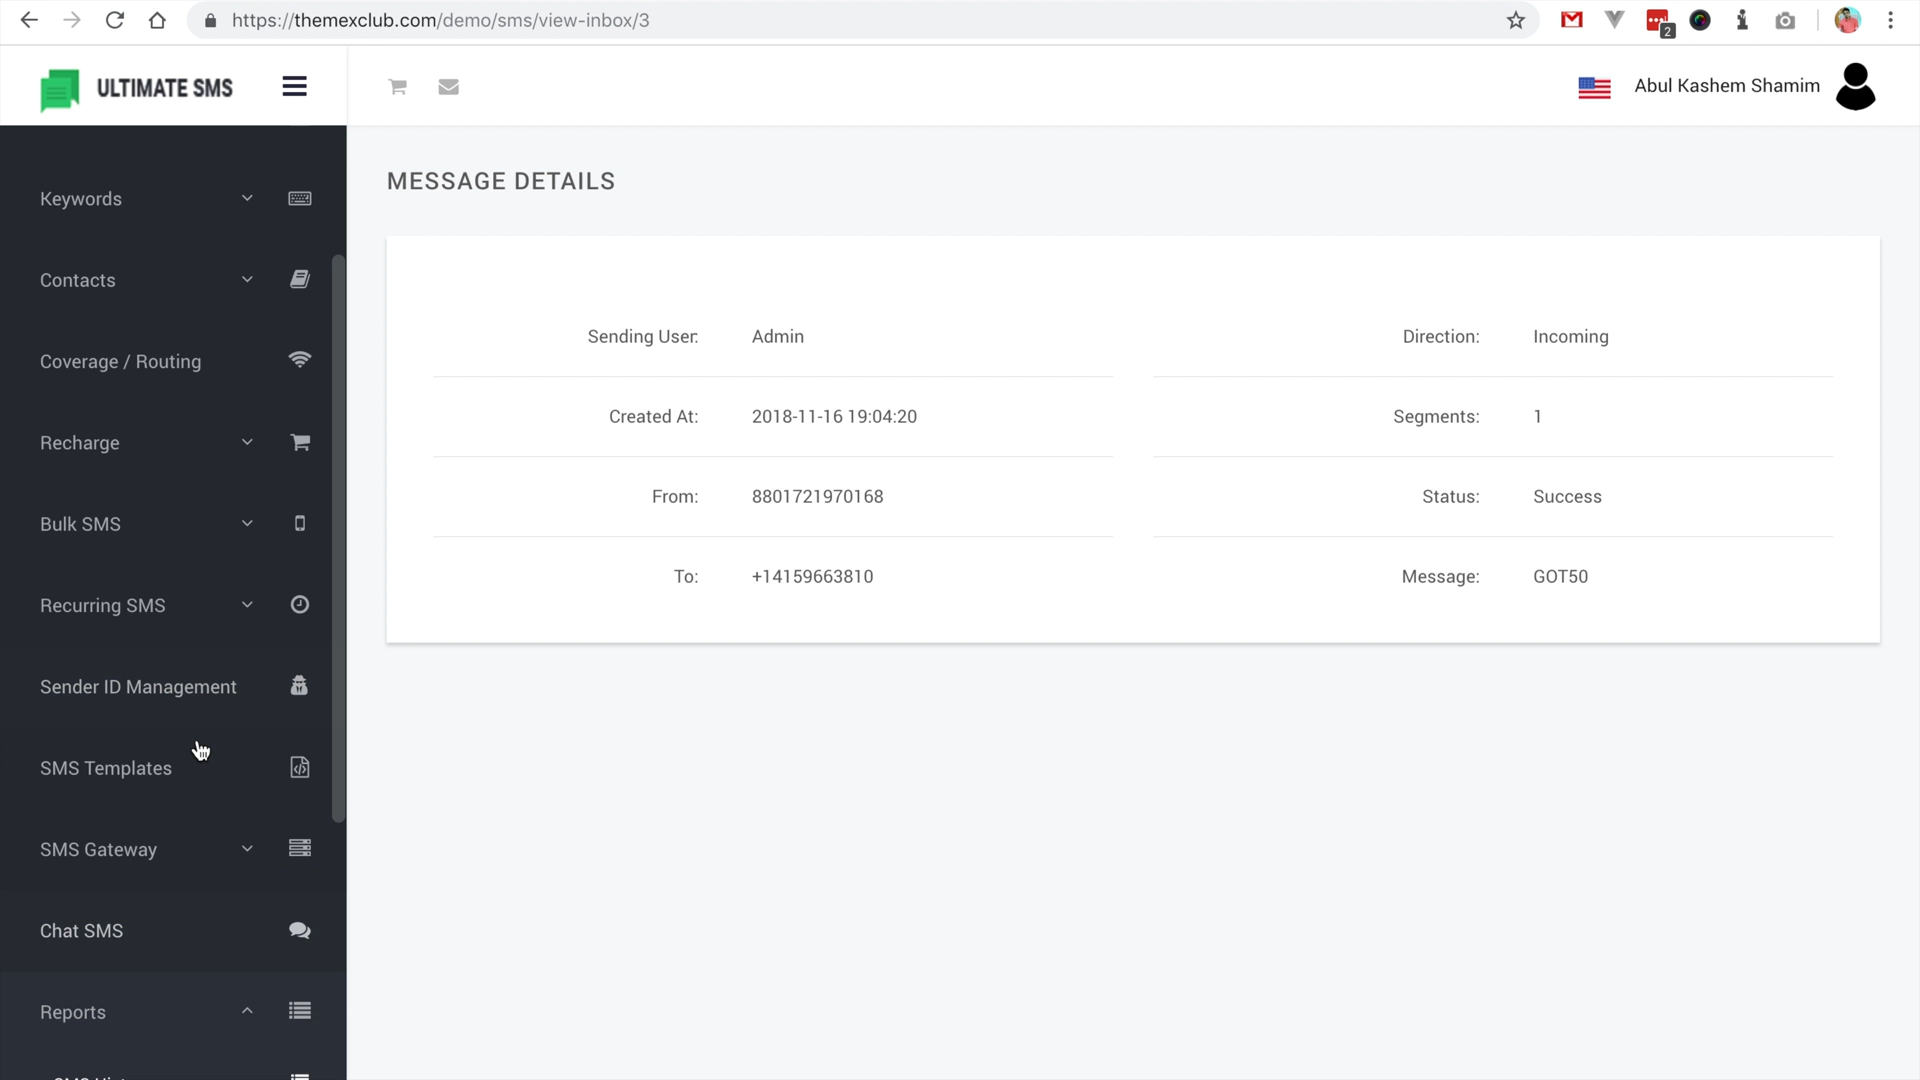 https://themexclub.com/demo/sms/view-inbox/3
2
ULTIMATE SMS
Abul Kashem Shamim
Keywords
Contacts
Coverage / Routing
Recharge
Bulk SMS
Recurring SMS
Sender ID Management
SMS Templates
SMS Gateway
Chat SMS
Reports
MESSAGE DETAILS
Sending User: Admin
Direction: Incoming
Created At: 2018-11-16 19:04:20
Segments: 1
From: 8801721970168
Status: Success
To: +14159663810
Message: GOT50